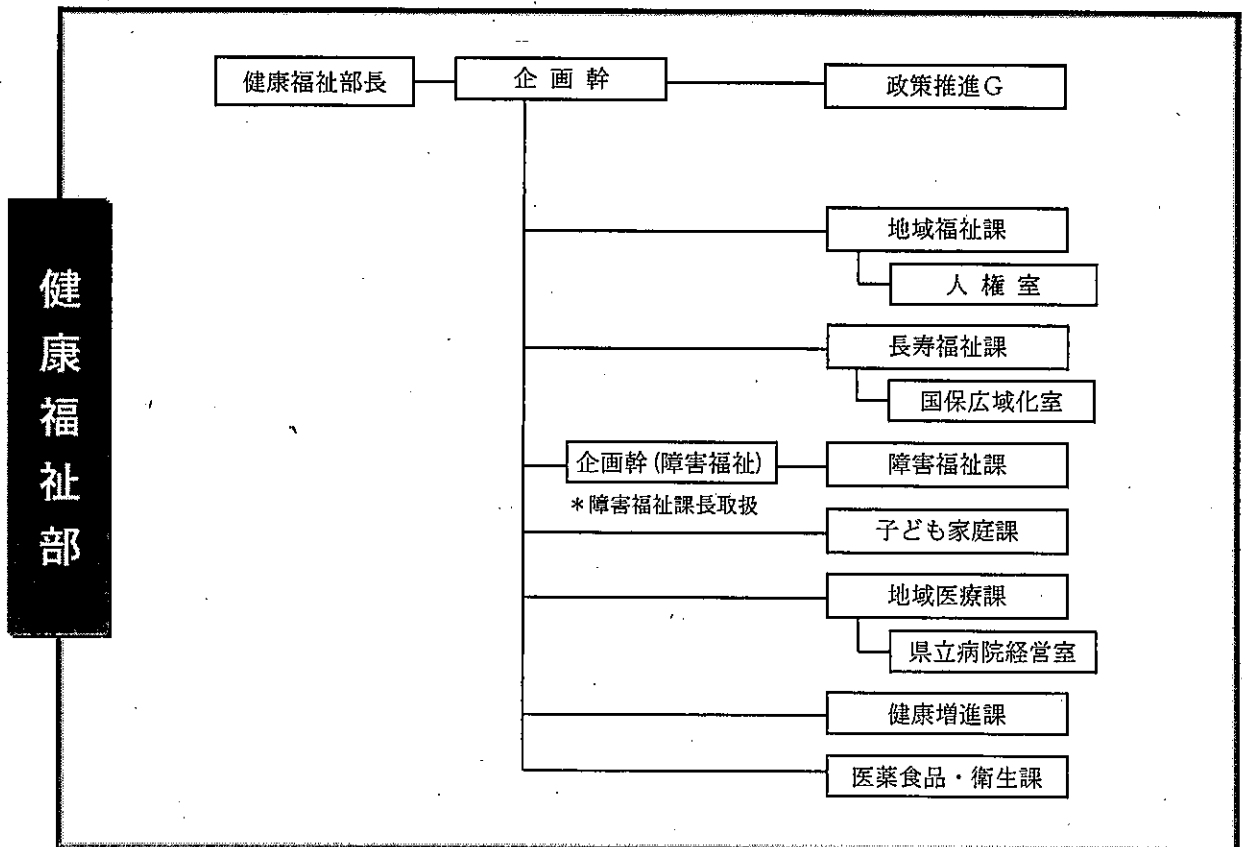 健康福祉部
健康福祉部長
企画幹
政策推進G
地域福祉課
人権室
長寿福祉課
国保広域化室
企画幹(障害福祉)
障害福祉課
*障害福祉課長取扱
子ども家庭課
地域医療課
県立病院経営室
健康増進課
医薬食品・衛生課